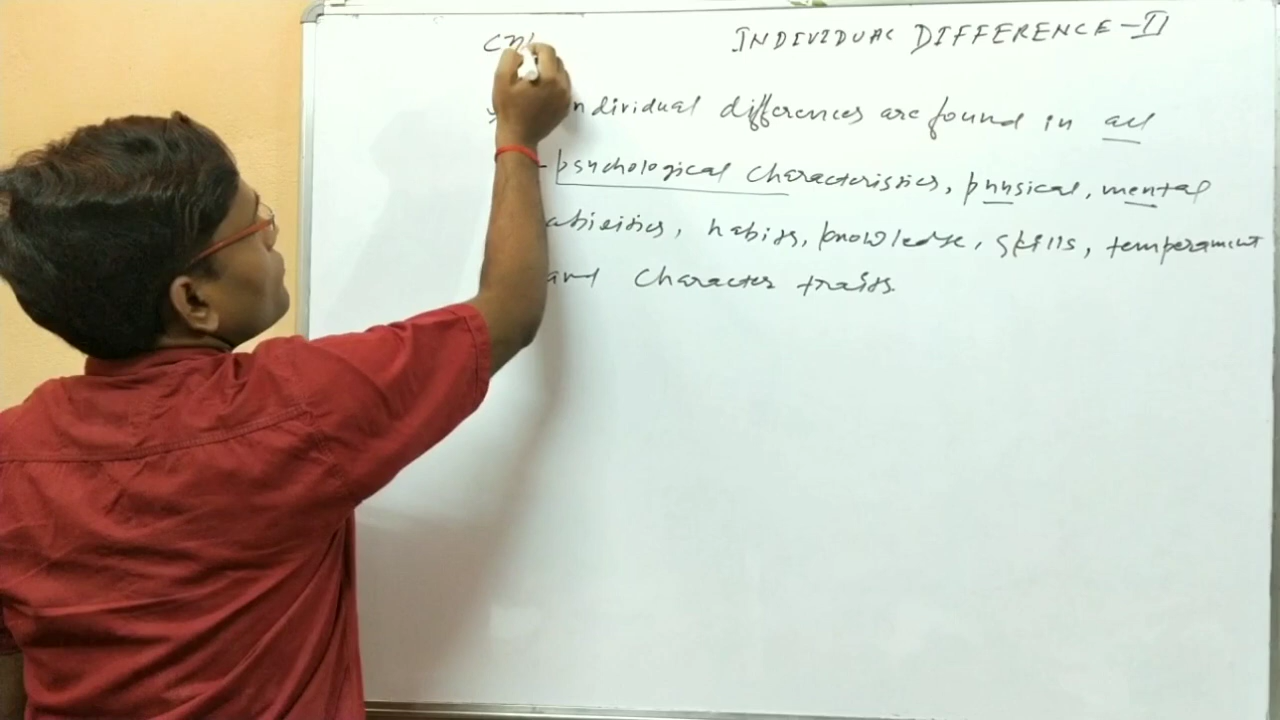 INDIVIDUAL DIFFERENCE-II
individual differences are found in all
psychological characteristics, physical, mental
abilities, habits, knowledge, skills, temperament
and character traits.